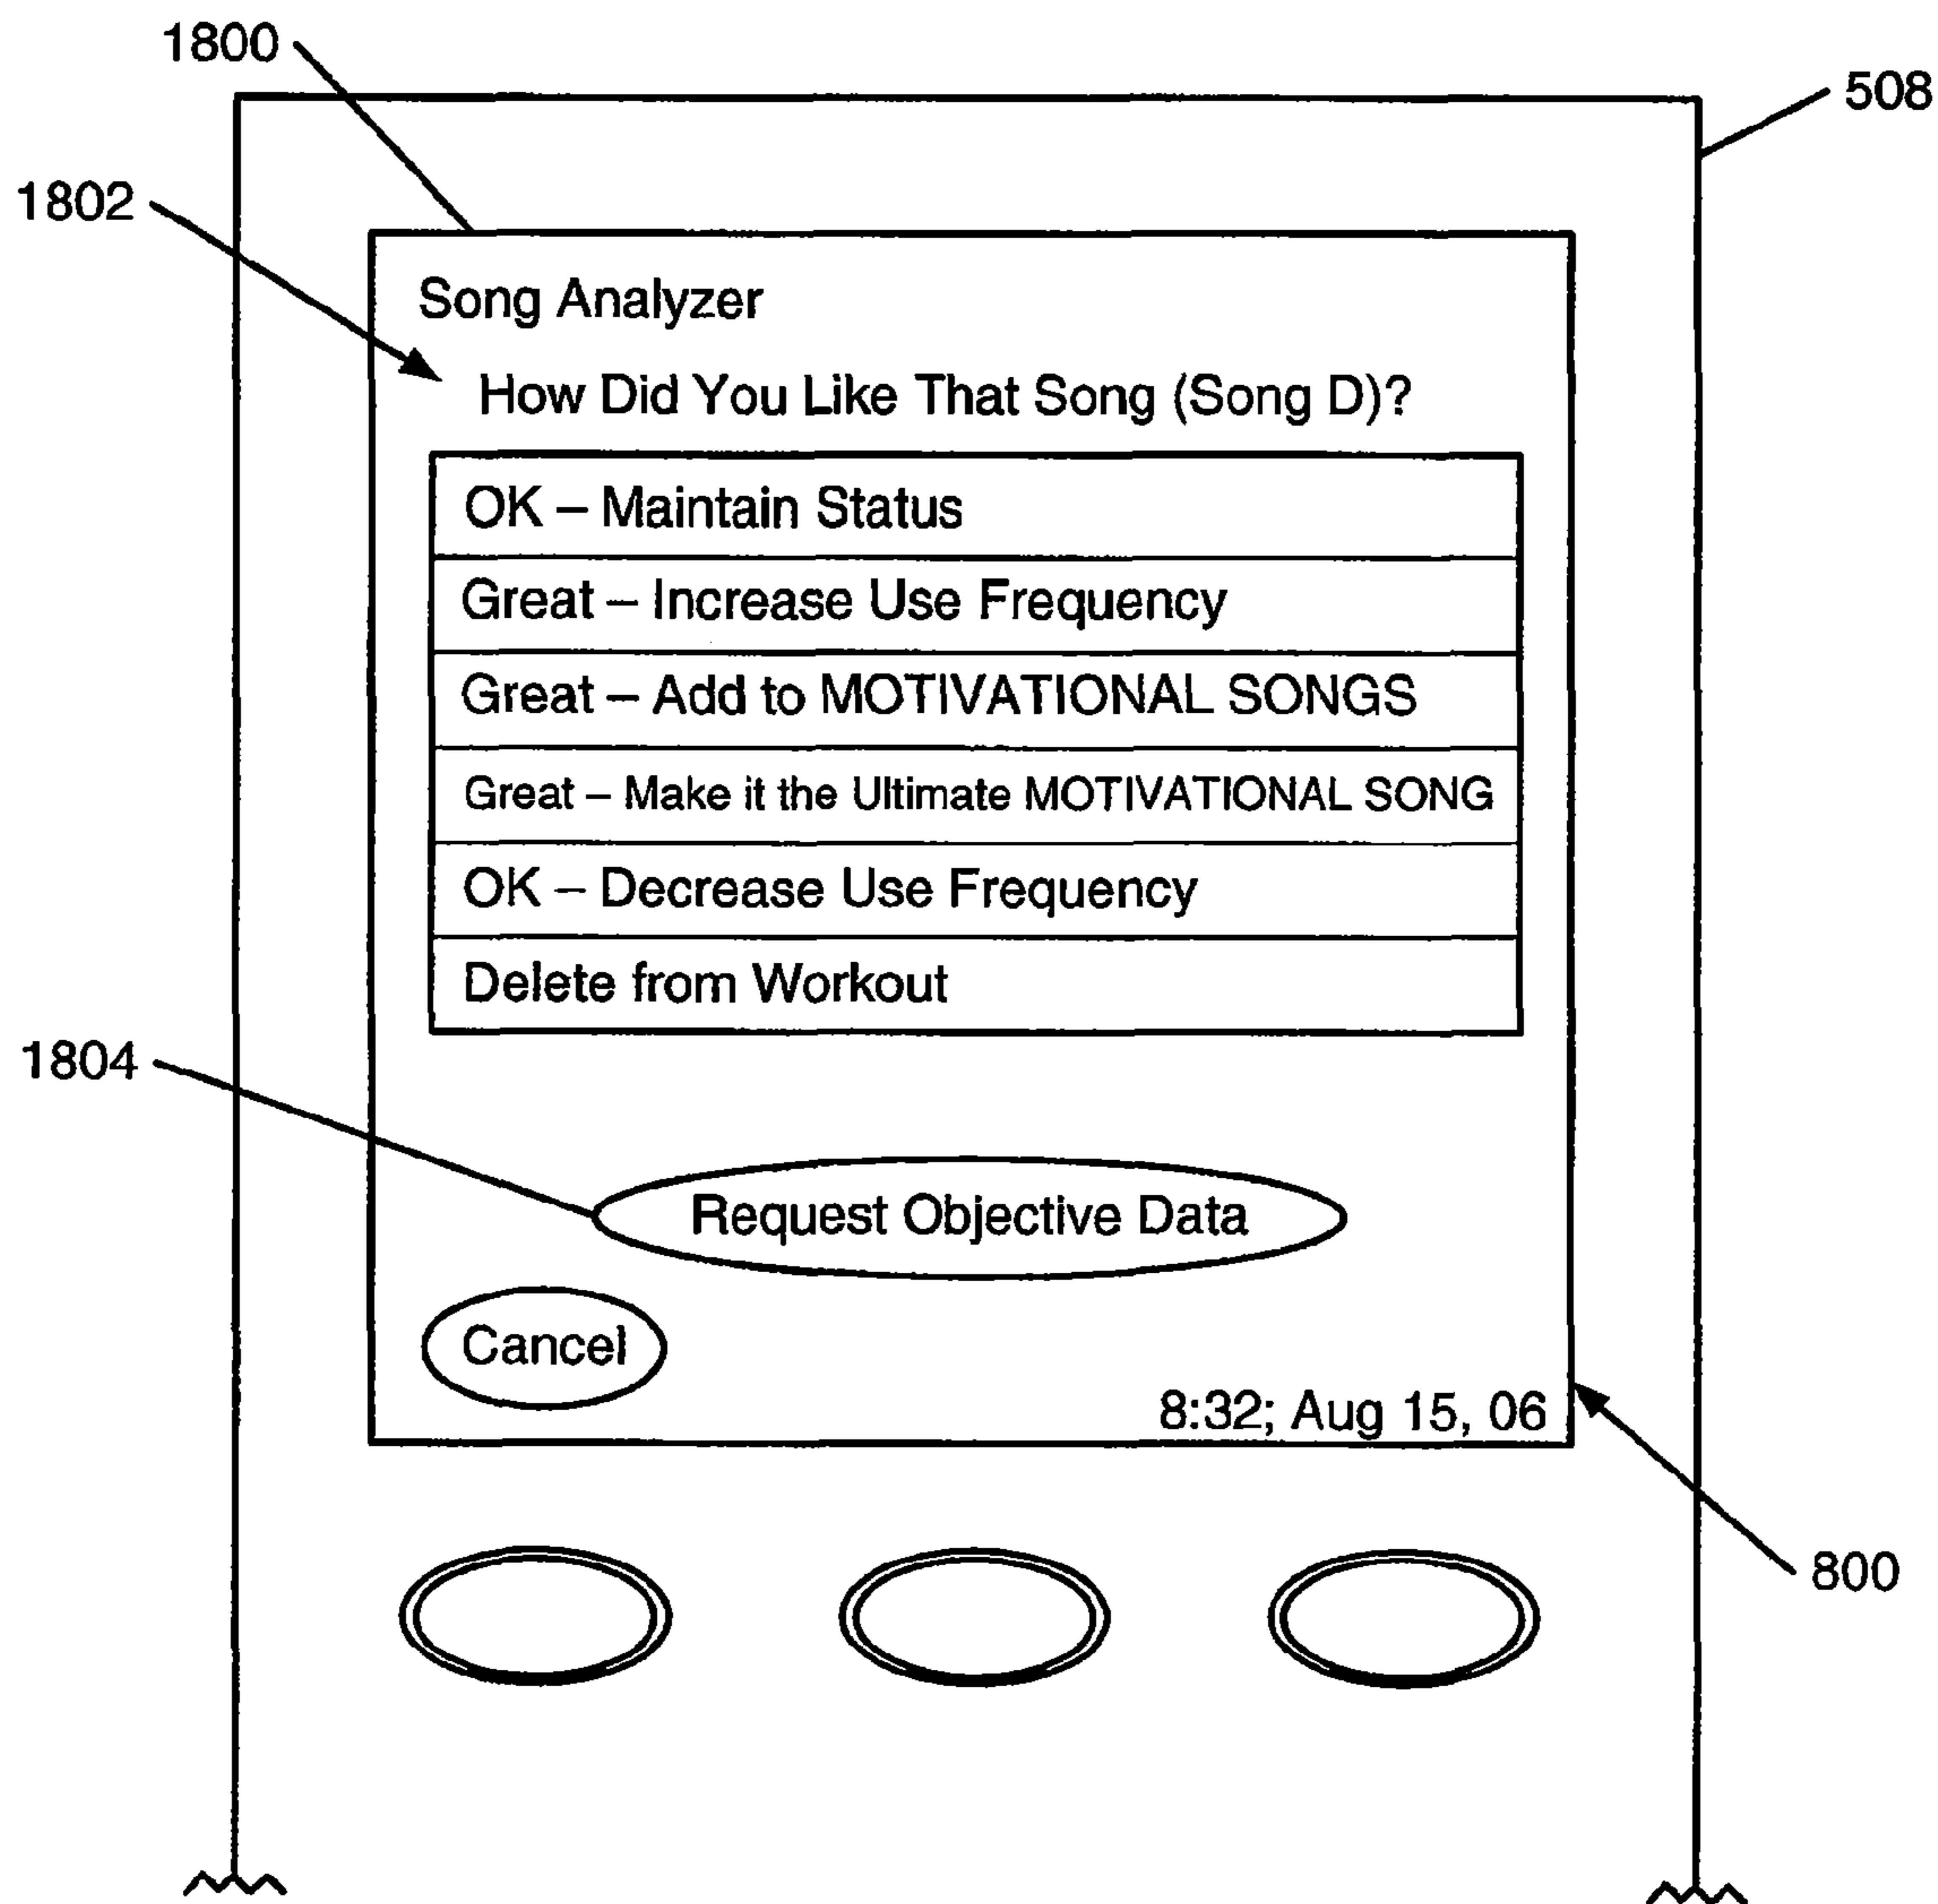 1800
508
1802
Song Analyzer
How Did You Like That Song (Song D)?
OK – Maintain Status
Great – Increase Use Frequency
Great – Add to MOTIVATIONAL SONGS
Great – Make it the Ultimate MOTIVATIONAL SONG
OK – Decrease Use Frequency
Delete from Workout
1804
Request Objective Data
Cancel
8:32; Aug 15, 06
800